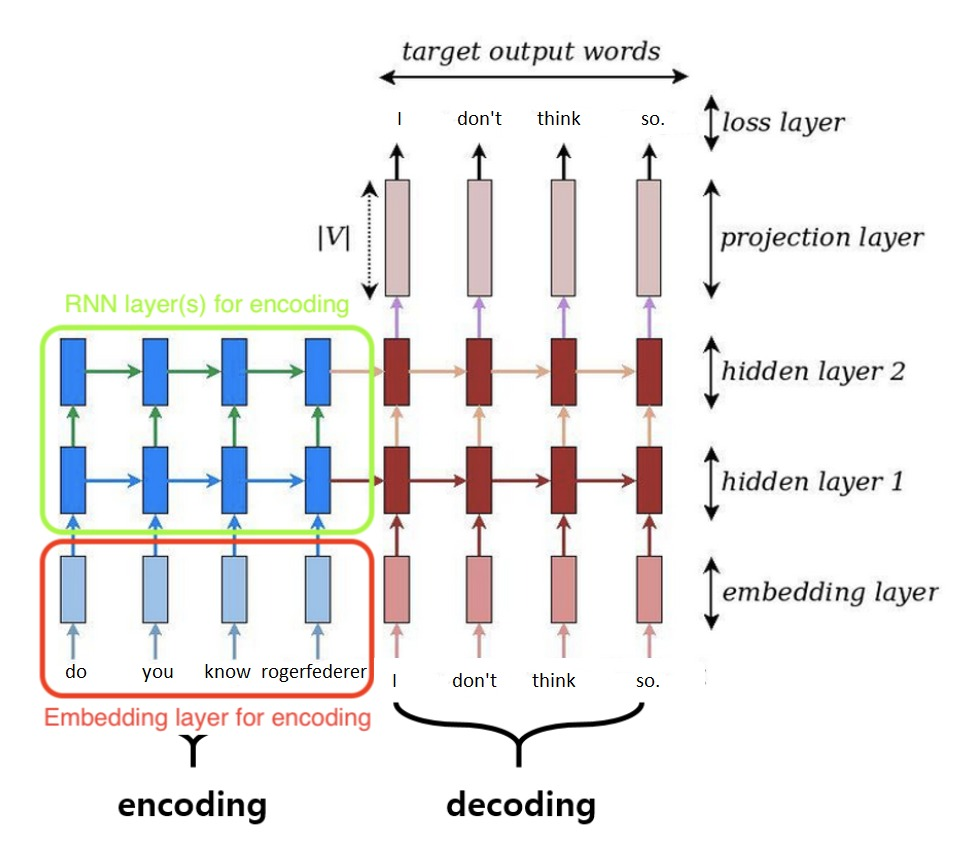 target output words
I don't think so.
loss layer
|V|
projection layer
RNN layer(s) for encoding
hidden layer 2
hidden layer 1
embedding layer
do you know rogerfederer
I don't think so.
Embedding layer for encoding
encoding
decoding